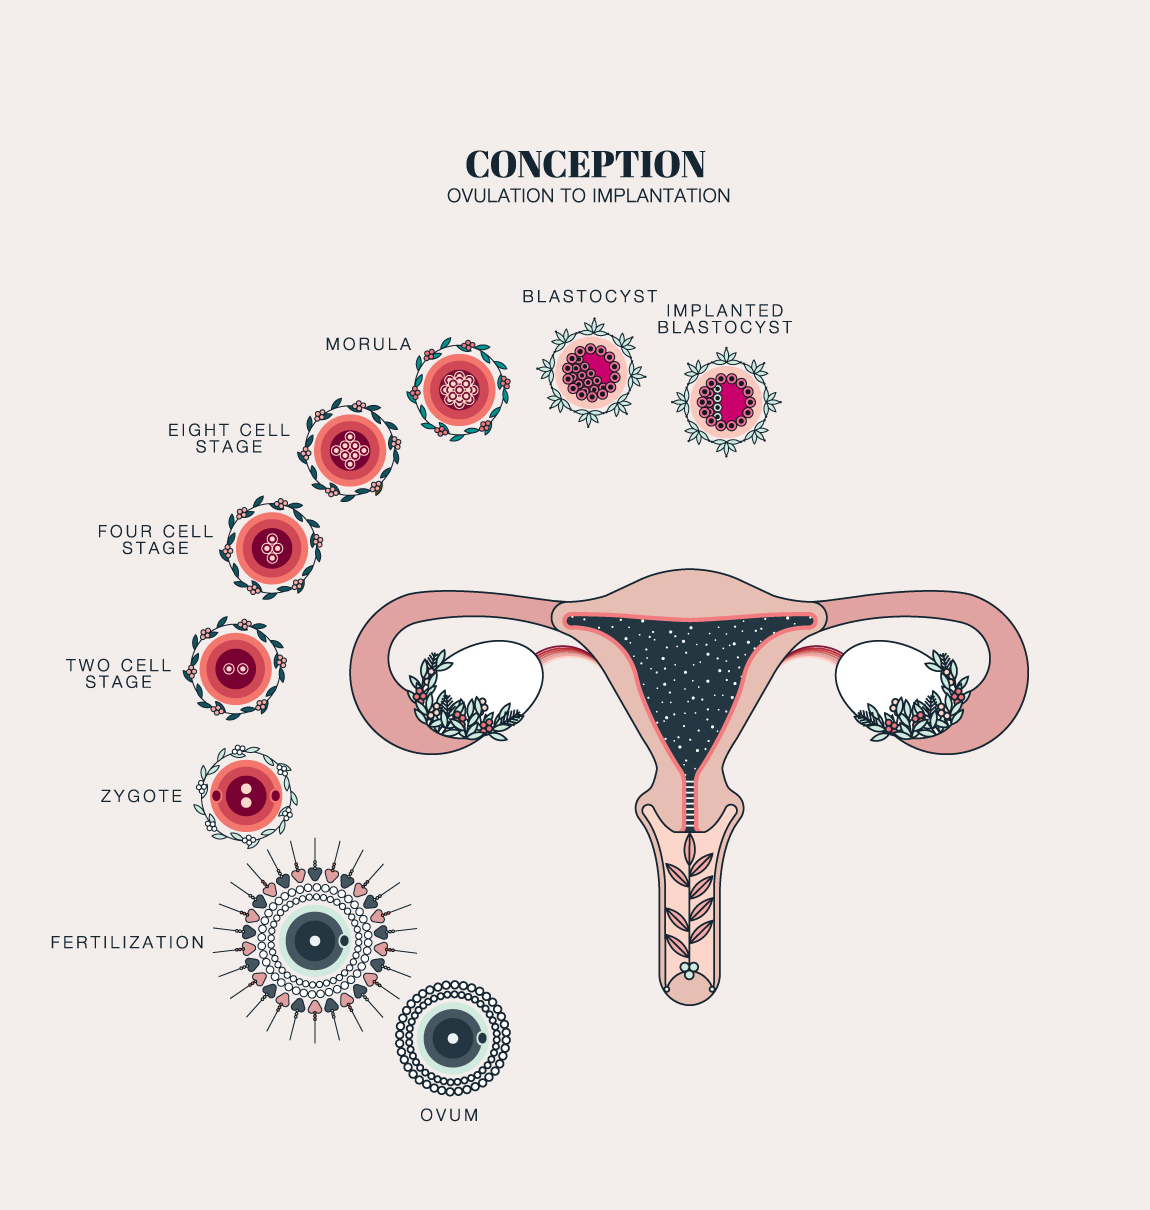 CONCEPTION
OVULATION TO IMPLANTATION
BLASTOCYST
IMPLANTED
BLASTOCYST
MORULA
EIGHT CELL
STAGE
FOUR CELL
STAGE
TWO CELL
STAGE
ZYGOTE
FERTILIZATION
OVUM